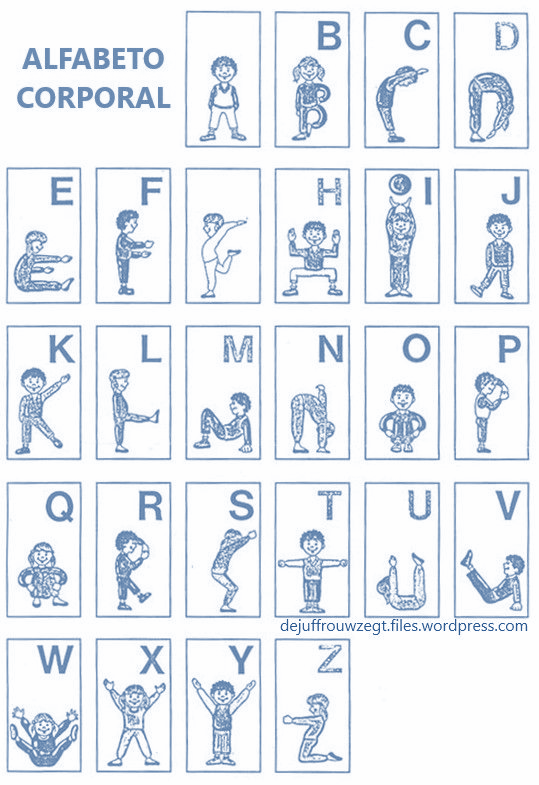 ALFABETO
CORPORAL
B C D
E F H I J
K L M N O P
Q R S T U V
dejuffrouwzegt.files.wordpress.com
W X Y Z